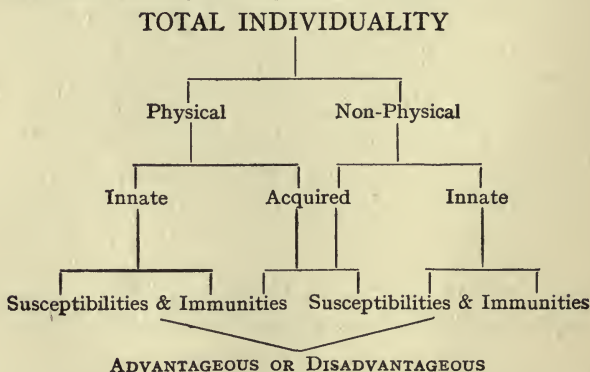 TOTAL INDIVIDUALITY
Physical Non-Physical
Innate Acquired Innate
Susceptibilities & Immunities Susceptibilities & Immunities
ADVANTAGEOUS OR DISADVANTAGEOUS